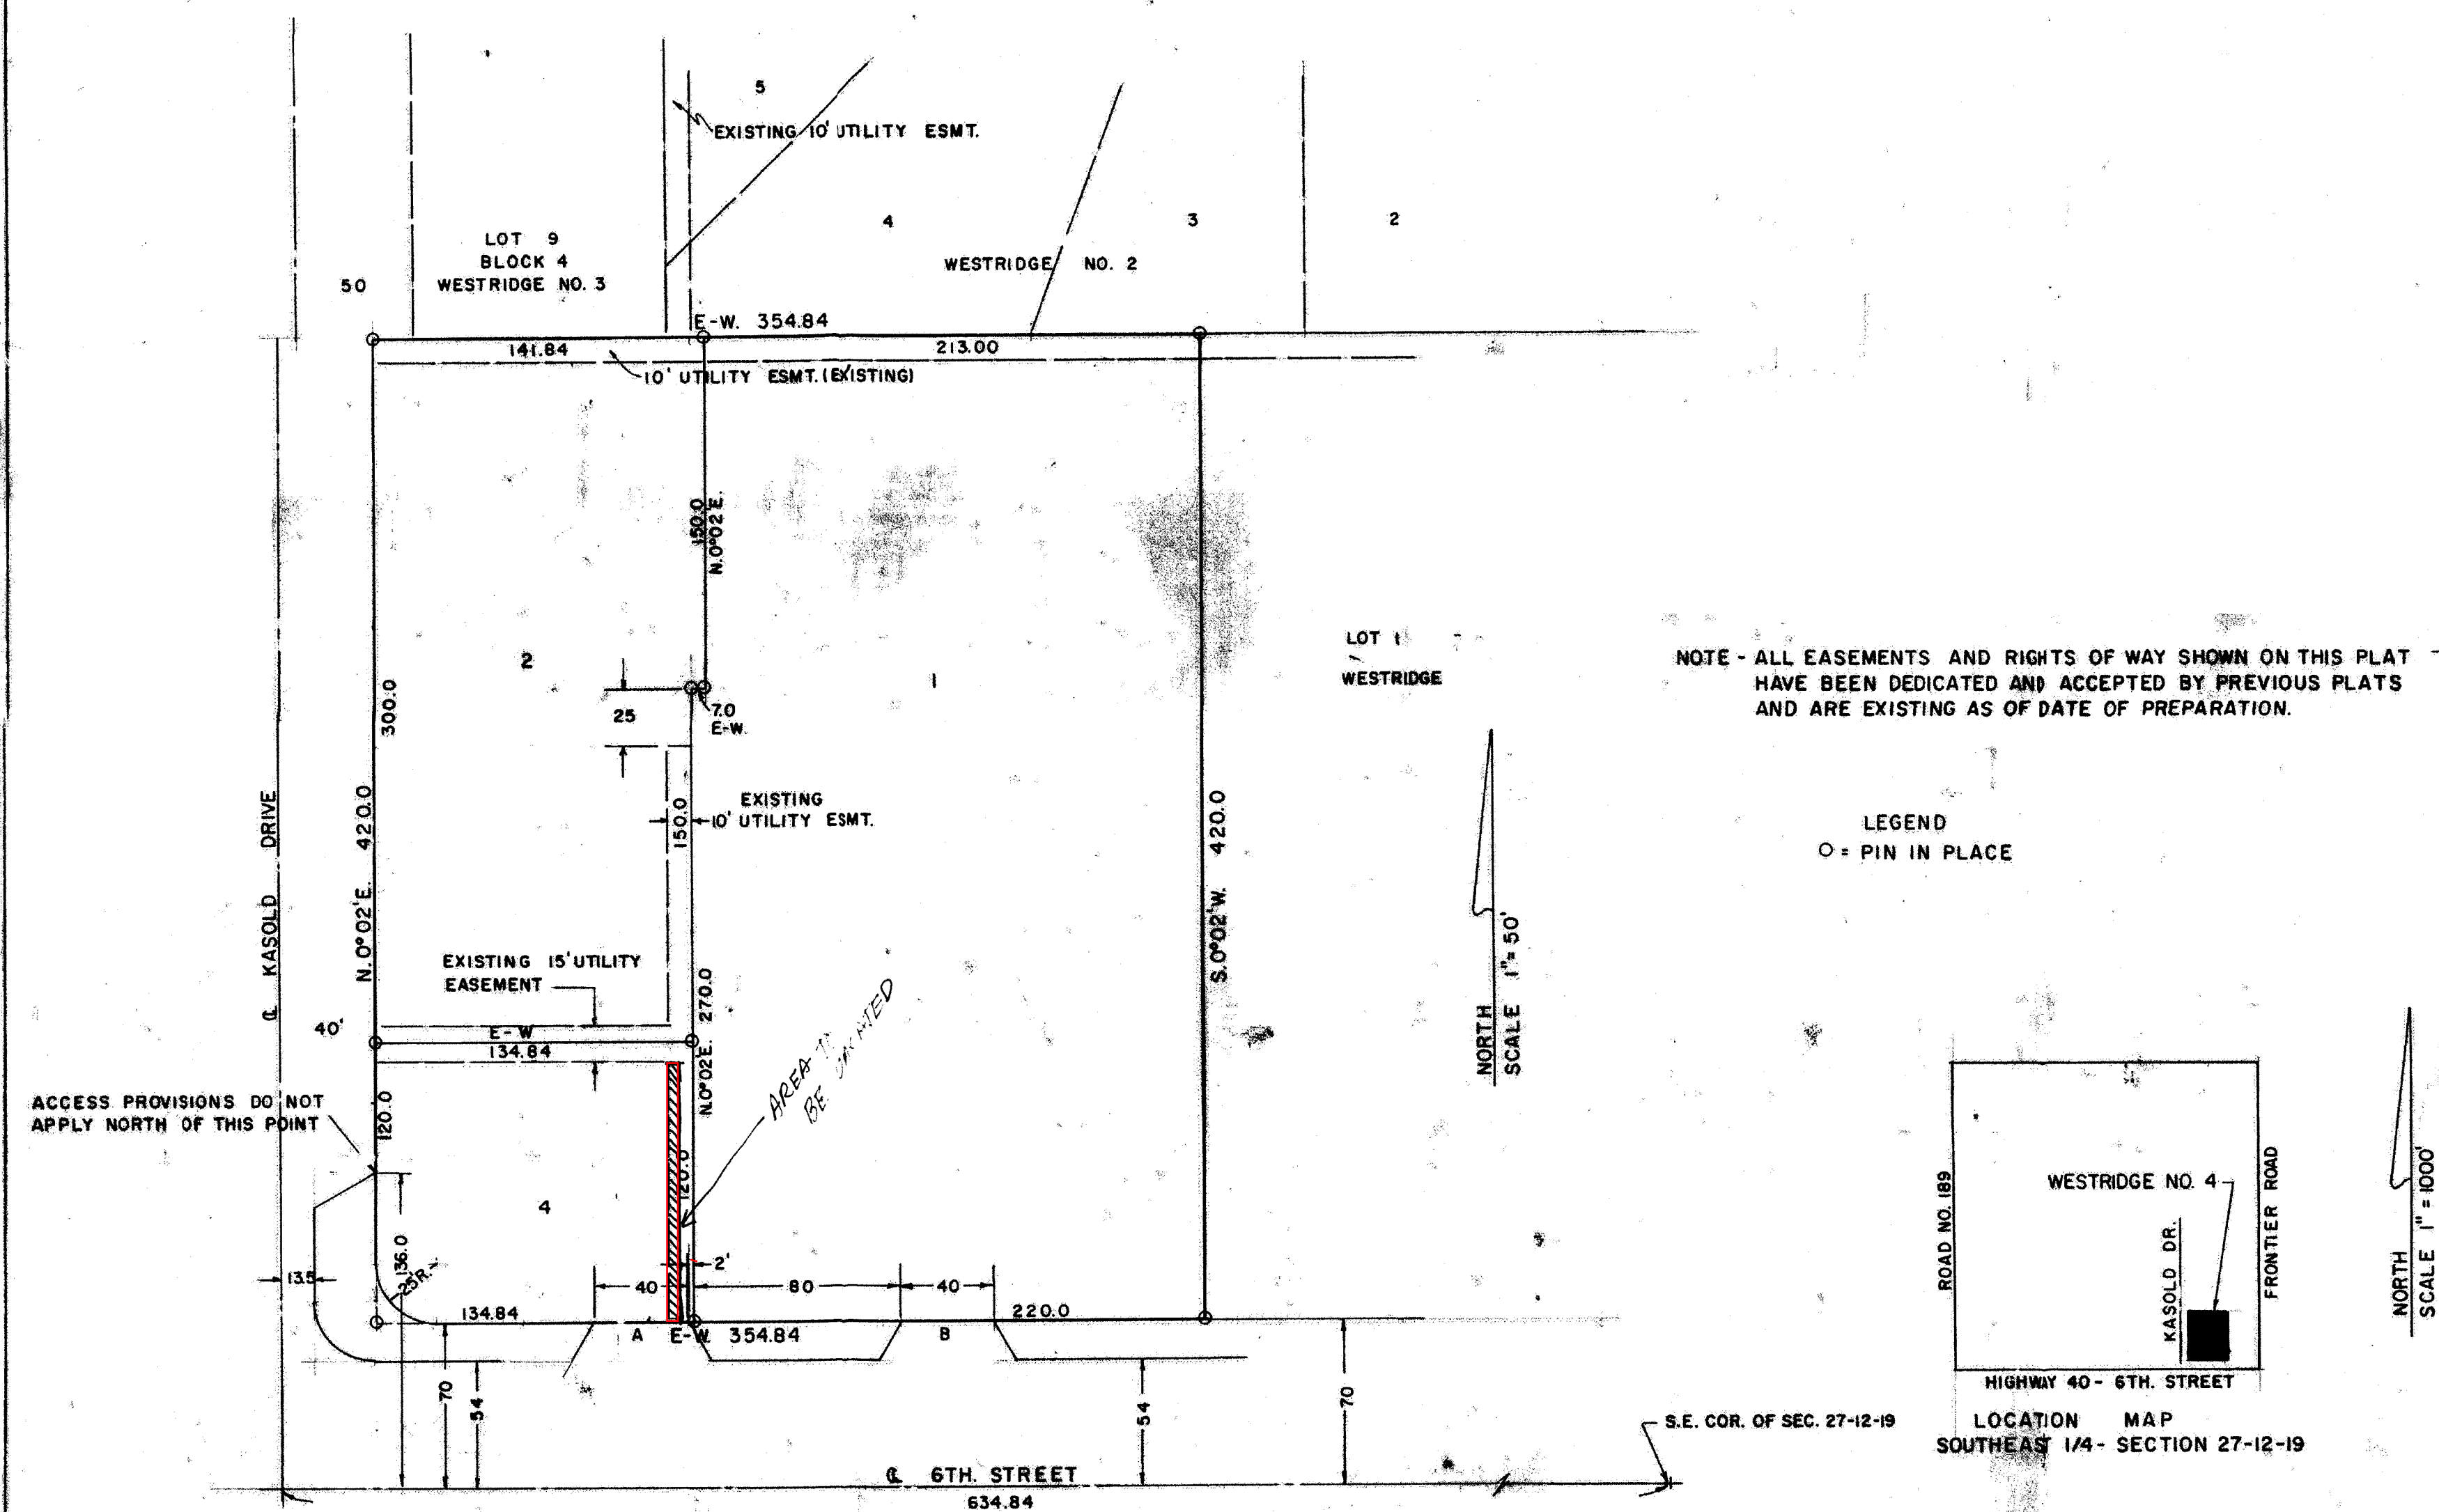 5
EXISTING 10' UTILITY ESMT.
4
3
2
LOT 9
BLOCK 4
WESTRIDGE NO. 3
50
WESTRIDGE NO. 2
E-W. 354.84
141.84
213.00
10' UTILITY ESMT. (EXISTING)
150.0
N.0°02'E.
2
1
300.0
25
7.0
E-W.
LOT 1
WESTRIDGE
NOTE - ALL EASEMENTS AND RIGHTS OF WAY SHOWN ON THIS PLAT
HAVE BEEN DEDICATED AND ACCEPTED BY PREVIOUS PLATS
AND ARE EXISTING AS OF DATE OF PREPARATION.
LEGEND
O = PIN IN PLACE
℄ KASOLD DRIVE
N.0°02'E. 420.0
150.0
EXISTING
10' UTILITY ESMT.
S.0°02'W. 420.0
NORTH
SCALE 1"= 50'
EXISTING 15' UTILITY
EASEMENT
40'
E-W
134.84
N.0°02'E. 270.0
AREA TO
BE
ACCESS PROVISIONS DO NOT
APPLY NORTH OF THIS POINT
120.0
120.0
4
136.0
25'R.
13.5
40
2'
80
40
134.84
A
E-W. 354.84
B
220.0
70
54
54
70
℄ 6TH. STREET
634.84
S.E. COR. OF SEC. 27-12-19
ROAD NO. 189
WESTRIDGE NO. 4
KASOLD DR.
FRONTIER ROAD
HIGHWAY 40 - 6TH. STREET
LOCATION MAP
SOUTHEAST 1/4 - SECTION 27-12-19
NORTH
SCALE 1" = 1000'